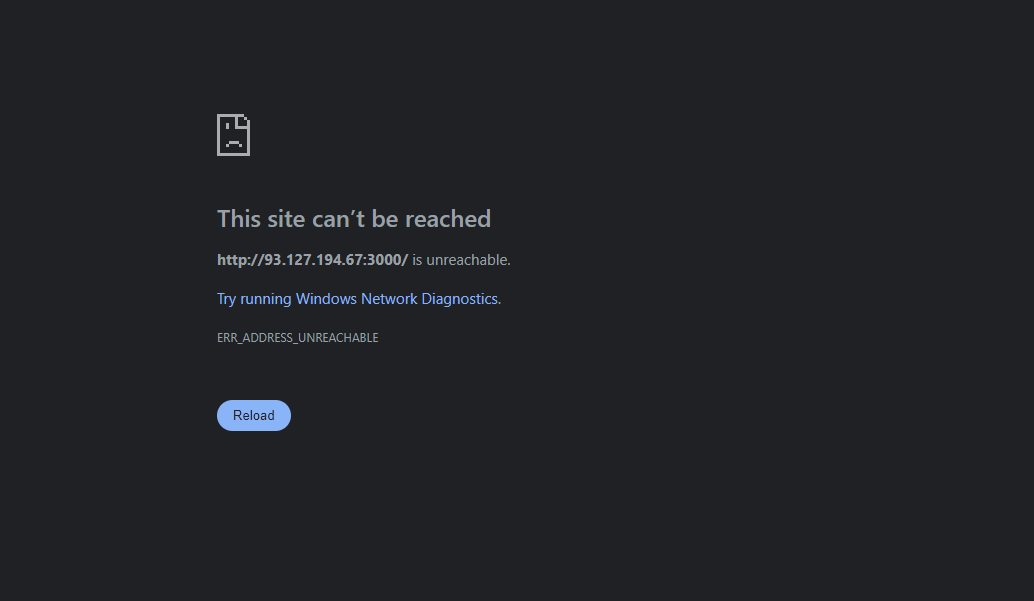 This site can’t be reached
http://93.127.194.67:3000/ is unreachable.
Try running Windows Network Diagnostics.
ERR_ADDRESS_UNREACHABLE
Reload